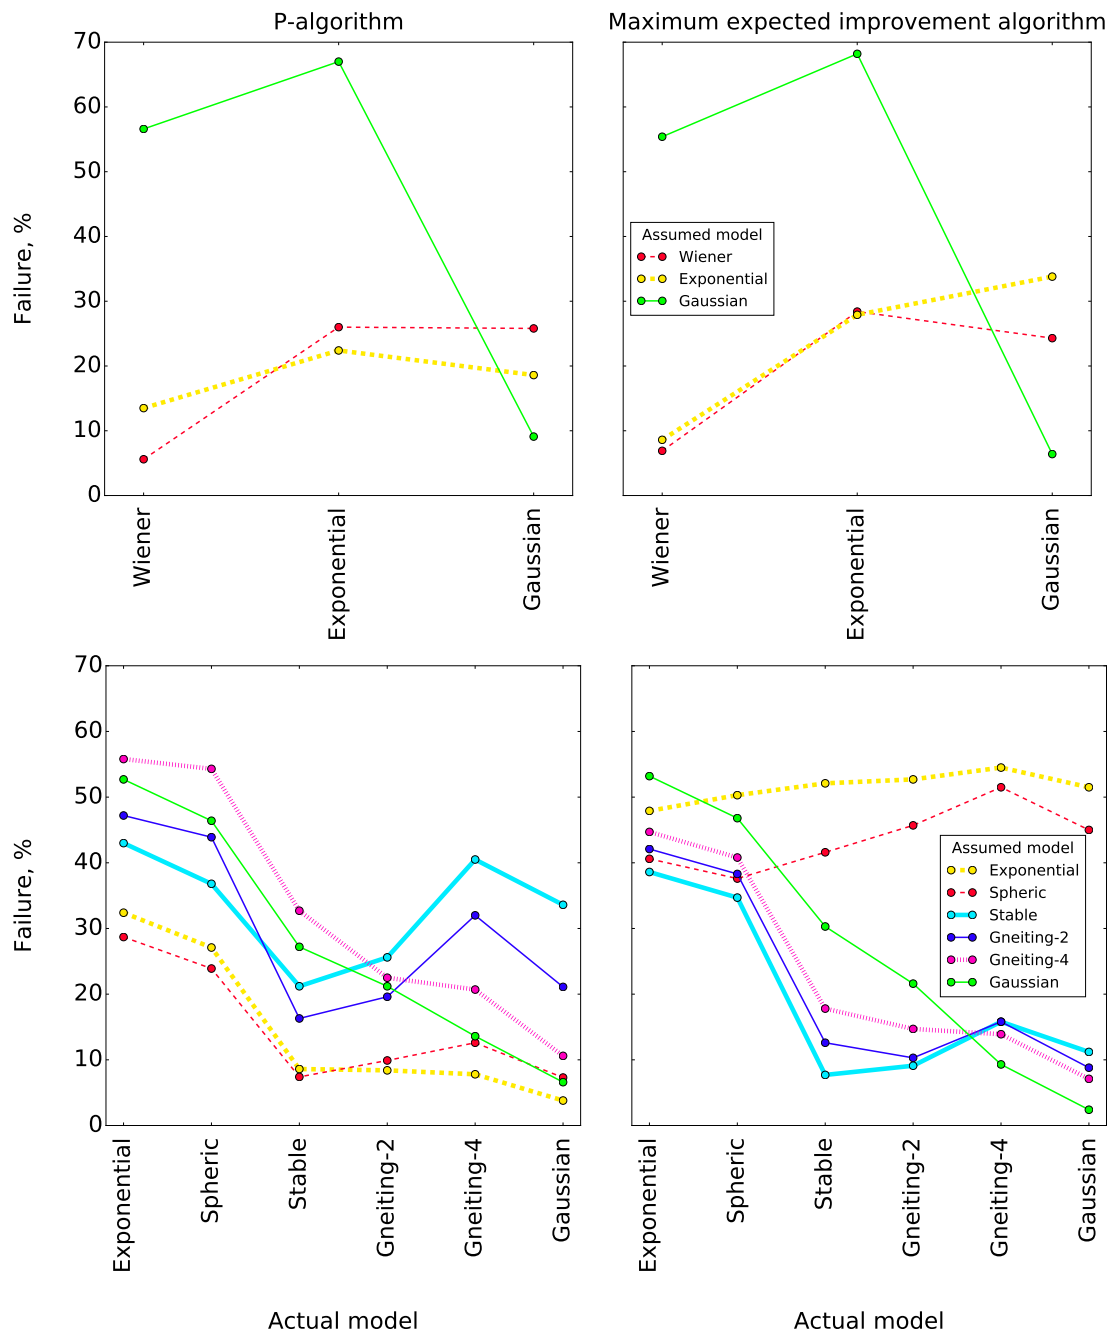 P-algorithm
Maximum expected improvement algorithm
Failure, %
70
60
50
40
30
20
10
0
Wiener
Exponential
Gaussian
Assumed model
Wiener
Exponential
Gaussian
Wiener
Exponential
Gaussian
Failure, %
70
60
50
40
30
20
10
0
Exponential
Spheric
Stable
Gneiting-2
Gneiting-4
Gaussian
Actual model
Assumed model
Exponential
Spheric
Stable
Gneiting-2
Gneiting-4
Gaussian
Exponential
Spheric
Stable
Gneiting-2
Gneiting-4
Gaussian
Actual model